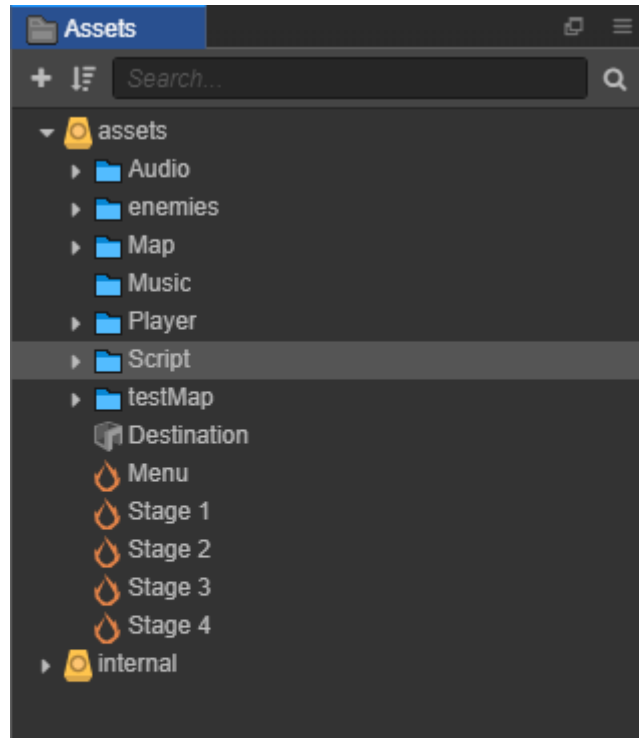 Assets
Search...
assets
Audio
enemies
Map
Music
Player
Script
testMap
Destination
Menu
Stage 1
Stage 2
Stage 3
Stage 4
internal